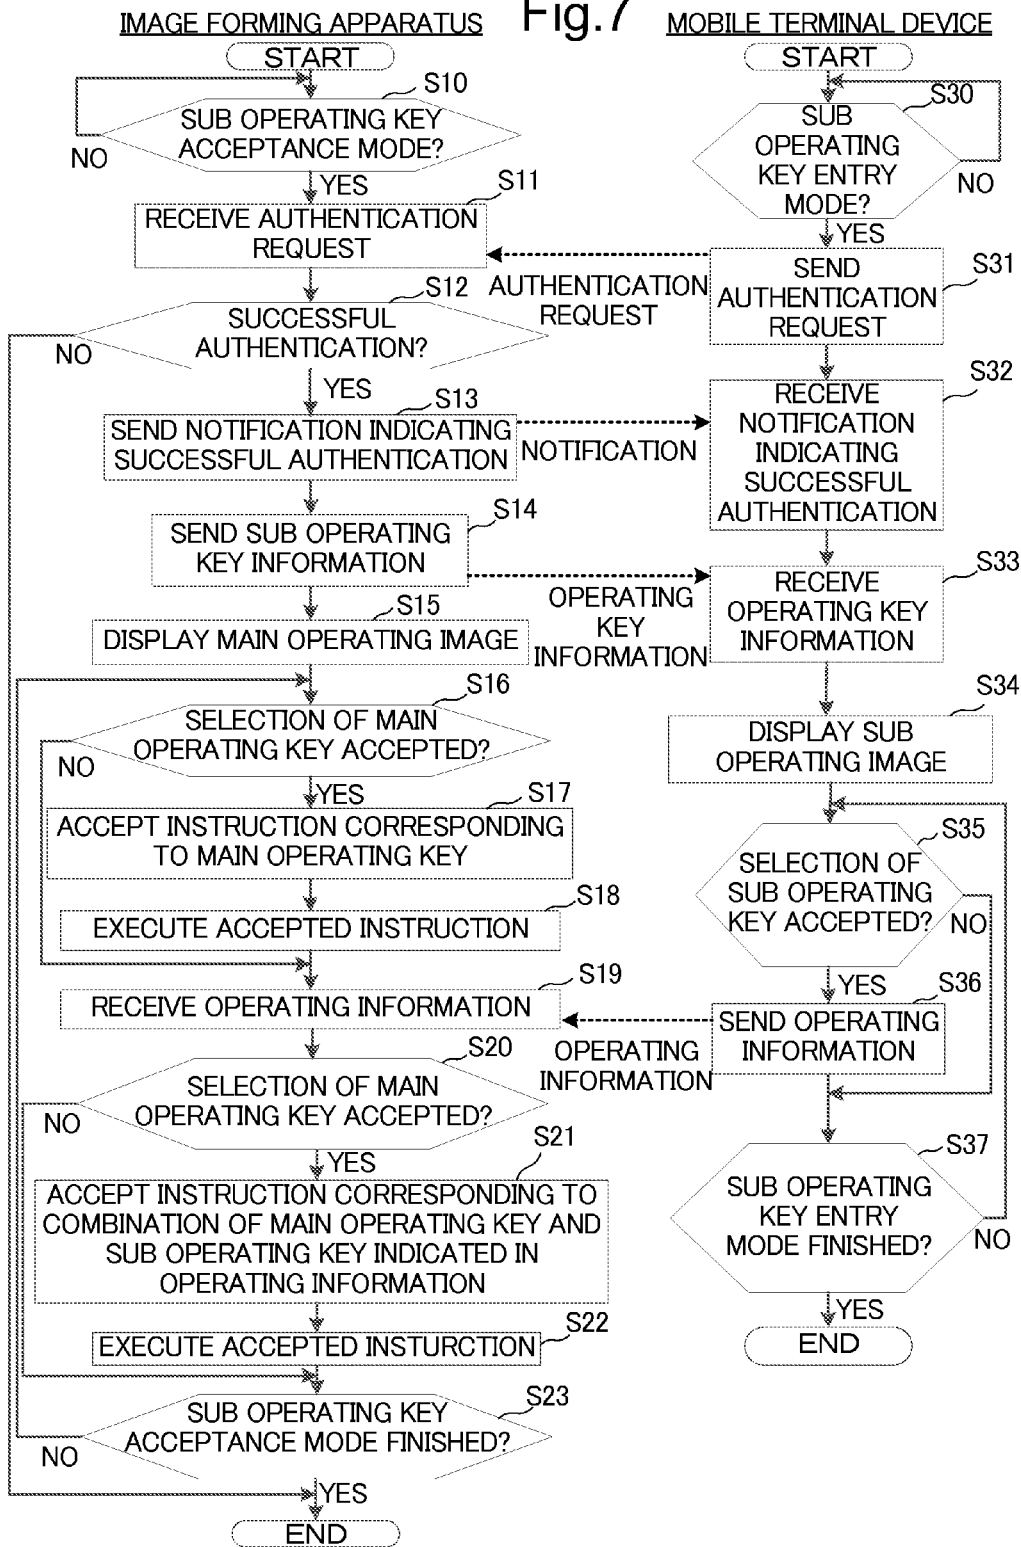 Fig.7
IMAGE FORMING APPARATUS
START
S10
SUB OPERATING KEY
ACCEPTANCE MODE?
NO
YES
S11
RECEIVE AUTHENTICATION
REQUEST
S12
SUCCESSFUL
AUTHENTICATION?
NO
YES
S13
SEND NOTIFICATION INDICATING
SUCCESSFUL AUTHENTICATION
S14
SEND SUB OPERATING
KEY INFORMATION
S15
DISPLAY MAIN OPERATING IMAGE
S16
SELECTION OF MAIN
OPERATING KEY ACCEPTED?
NO
YES
S17
ACCEPT INSTRUCTION CORRESPONDING
TO MAIN OPERATING KEY
S18
EXECUTE ACCEPTED INSTRUCTION
S19
RECEIVE OPERATING INFORMATION
S20
SELECTION OF MAIN
OPERATING KEY ACCEPTED?
NO
YES
S21
ACCEPT INSTRUCTION CORRESPONDING TO
COMBINATION OF MAIN OPERATING KEY AND
SUB OPERATING KEY INDICATED IN
OPERATING INFORMATION
S22
EXECUTE ACCEPTED INSTURCTION
S23
SUB OPERATING KEY
ACCEPTANCE MODE FINISHED?
NO
YES
END
AUTHENTICATION
REQUEST
NOTIFICATION
OPERATING
KEY
INFORMATION
OPERATING
INFORMATION
MOBILE TERMINAL DEVICE
START
S30
SUB
OPERATING
KEY ENTRY
MODE?
NO
YES
S31
SEND
AUTHENTICATION
REQUEST
S32
RECEIVE
NOTIFICATION
INDICATING
SUCCESSFUL
AUTHENTICATION
S33
RECEIVE
OPERATING KEY
INFORMATION
S34
DISPLAY SUB
OPERATING IMAGE
S35
SELECTION OF
SUB OPERATING
KEY ACCEPTED?
NO
YES
S36
SEND OPERATING
INFORMATION
S37
SUB OPERATING
KEY ENTRY
MODE FINISHED?
NO
YES
END